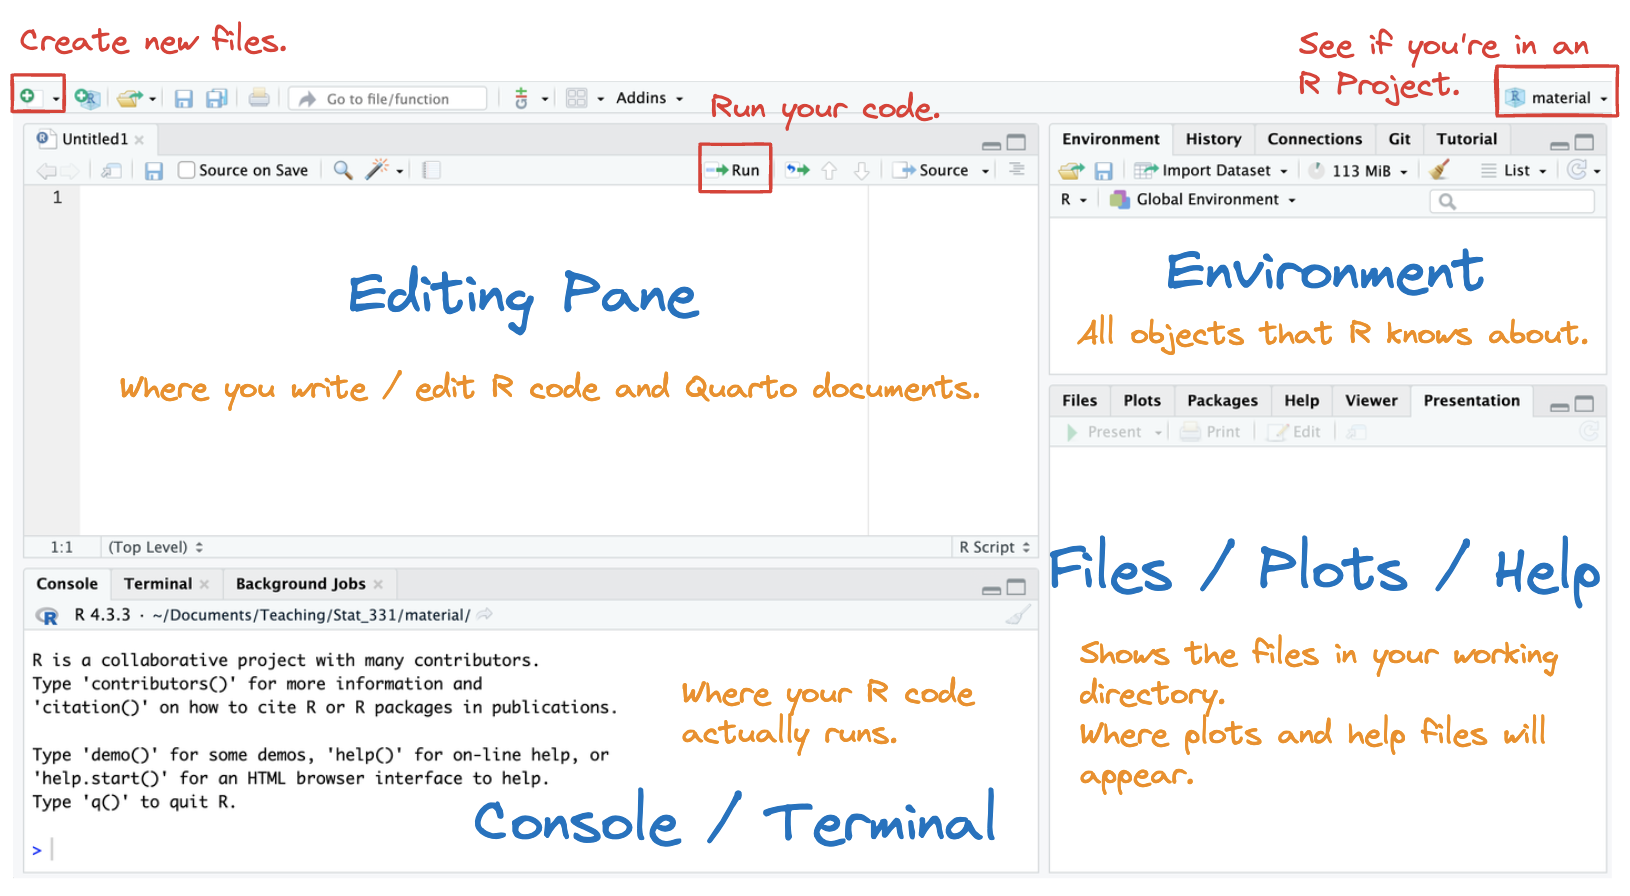 Create new files.
See if you're in an
R Project.
Go to file/function
Addins
material
Run your code.
Untitled1
Source on Save
Run
Source
1
Editing Pane
Where you write / edit R code and Quarto documents.
1:1
(Top Level)
R Script
Environment
History
Connections
Git
Tutorial
Import Dataset
113 MiB
List
R
Global Environment
Environment
All objects that R knows about.
Console
Terminal
Background Jobs
R 4.3.3 · ~/Documents/Teaching/Stat_331/material/
R is a collaborative project with many contributors.
Type 'contributors()' for more information and
'citation()' on how to cite R or R packages in publications.
Type 'demo()' for some demos, 'help()' for on-line help, or
'help.start()' for an HTML browser interface to help.
Type 'q()' to quit R.
>
Where your R code
actually runs.
Console / Terminal
Files
Plots
Packages
Help
Viewer
Presentation
Present
Print
Edit
Files / Plots / Help
Shows the files in your working
directory.
Where plots and help files will
appear.